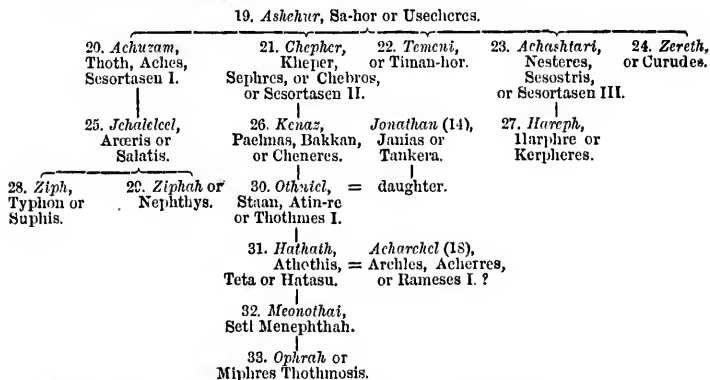 19. Ashchur, Sa-hor or Usecheres.
20. Achuzam, 21. Chepher, 22. Temeni, 23. Achashtari, 24. Zereth,
Thoth, Aches, Kheper, or Timan-hor. Nesteres, or Curudes.
Sesortasen I. Sephres, or Chebros, Sesostris,
or Sesortasen II. or Sesortasen III.
25. Jehaleleel, 26. Kenaz, Jonathan (14), 27. Hareph,
Aroeris or Paelmas, Bakkan, Janias or Harphre or
Salatis. or Cheneres. Tankera. Kerpheres.
28. Ziph, 29. Ziphah or 30. Othniel, = daughter.
Typhon or Nephthys. Staan, Atin-re
Suphis. or Thothmes I.
31. Hathath, Acharchel (18),
Athothis, = Archles, Acherres,
Teta or Hatasu. or Rameses I. ?
32. Meonothai,
Seti Menephthah.
33. Ophrah or
Miphres Thothmosis.